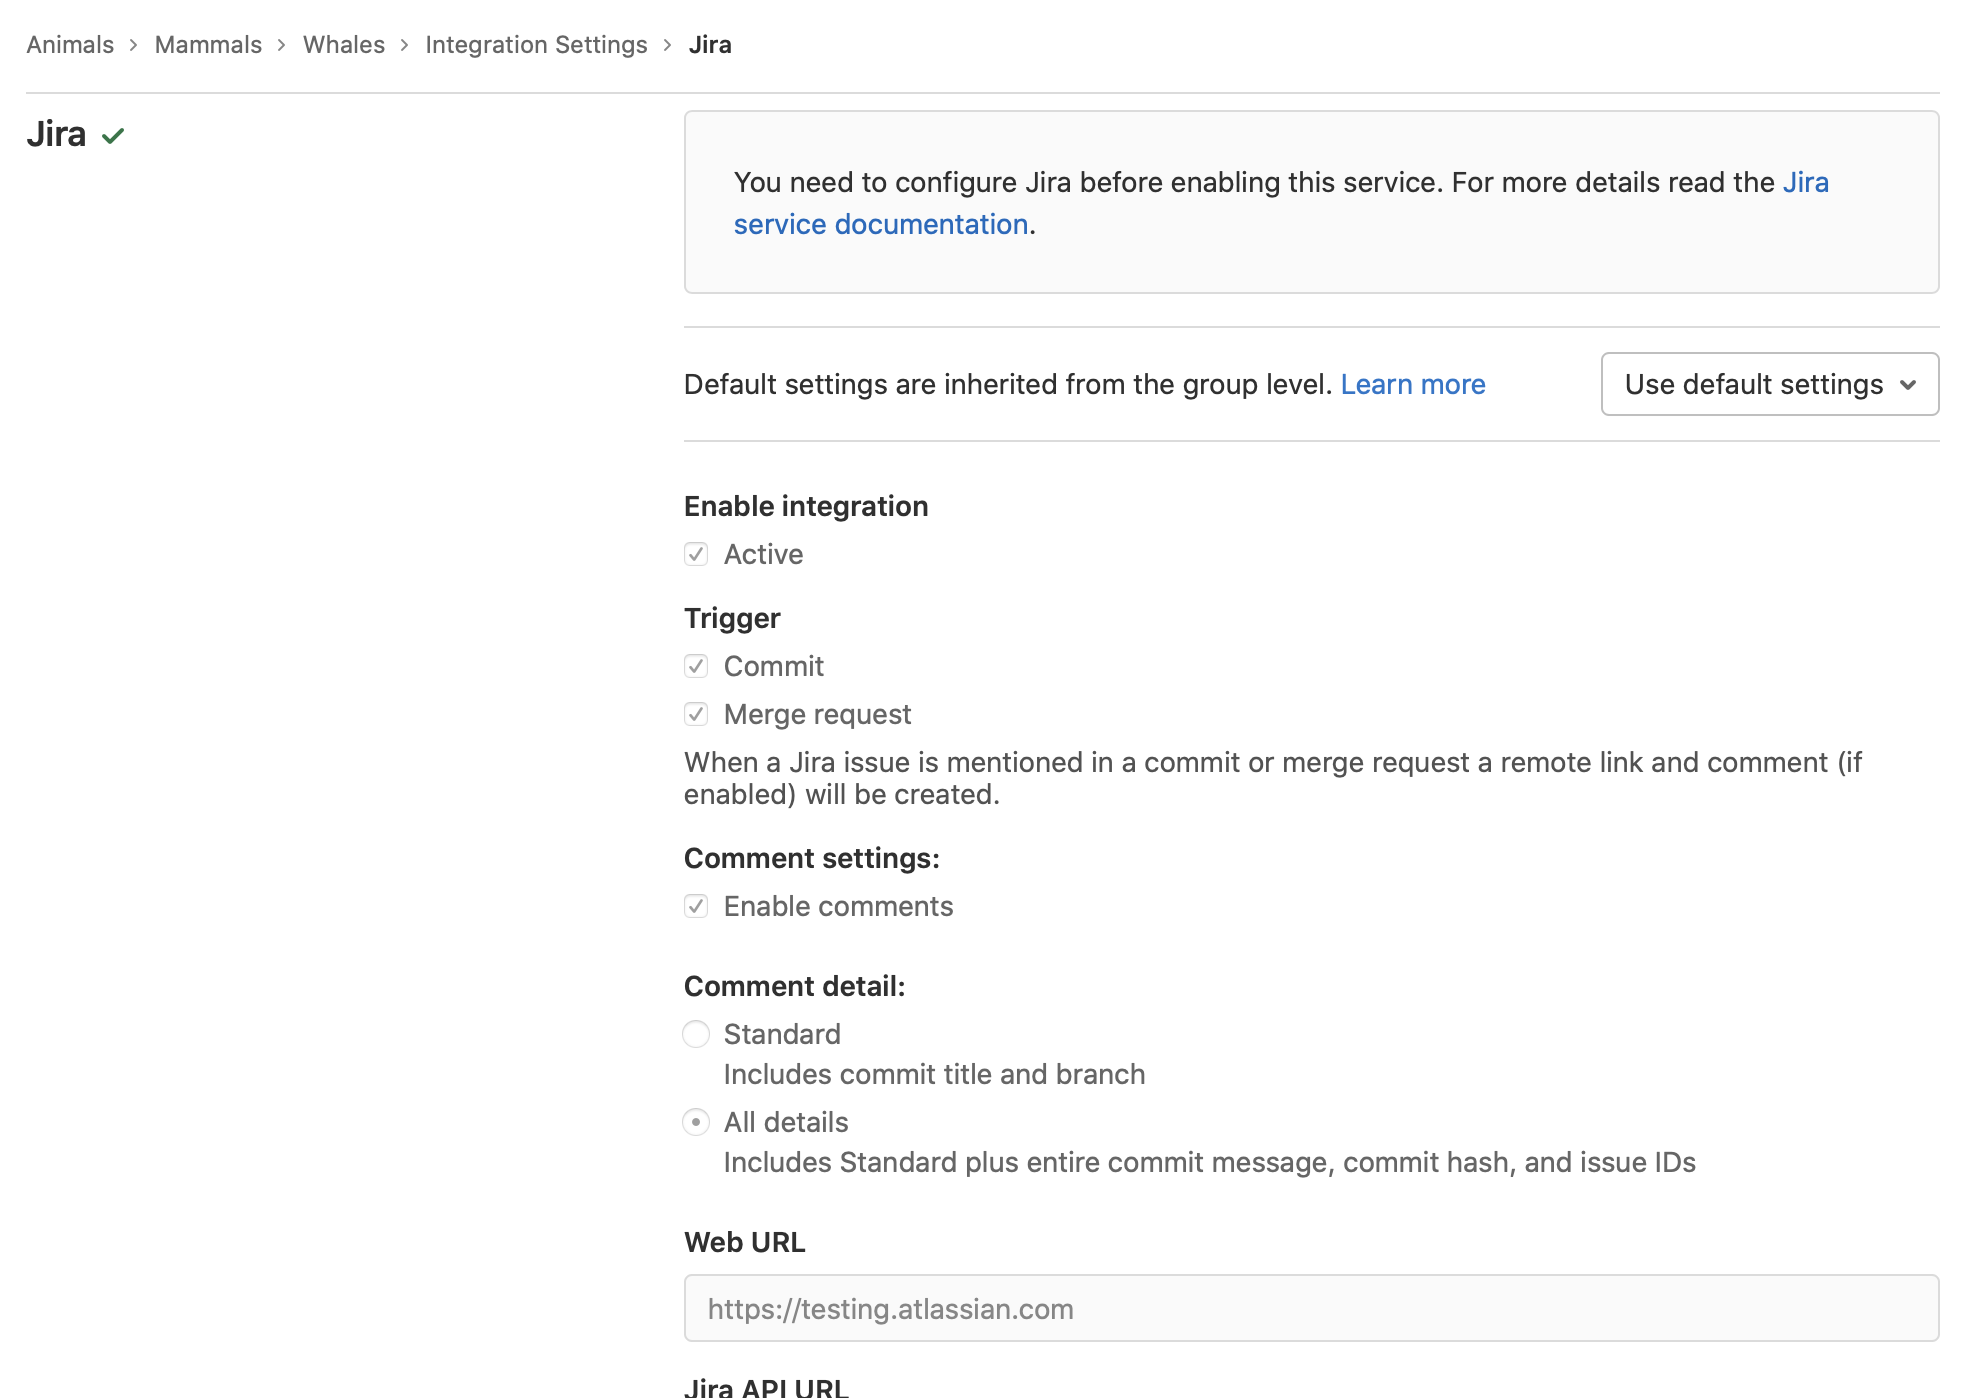 Animals > Mammals > Whales > Integration Settings > Jira
Jira
You need to configure Jira before enabling this service. For more details read the Jira
service documentation.
Default settings are inherited from the group level. Learn more
Use default settings
Enable integration
Active
Trigger
Commit
Merge request
When a Jira issue is mentioned in a commit or merge request a remote link and comment (if
enabled) will be created.
Comment settings:
Enable comments
Comment detail:
Standard
Includes commit title and branch
All details
Includes Standard plus entire commit message, commit hash, and issue IDs
Web URL
https://testing.atlassian.com
Jira API URL